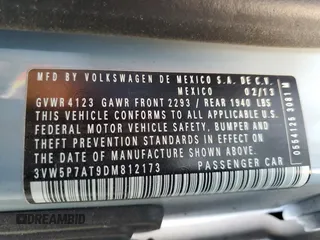 MFD BY VOLKSWAGEN DE MEXICO S.A. DE C.V.
MEXICO 02/13
GVWR 4123 GAWR FRONT 2293 / REAR 1940 LBS
THIS VEHICLE CONFORMS TO ALL APPLICABLE U.S.
FEDERAL MOTOR VEHICLE SAFETY, BUMPER AND
THEFT PREVENTION STANDARDS IN EFFECT ON THE
DATE OF MANUFACTURE SHOWN ABOVE.
3VW5P7AT9DM812173 PASSENGER CAR
0554125 3081 M
DREAMBID